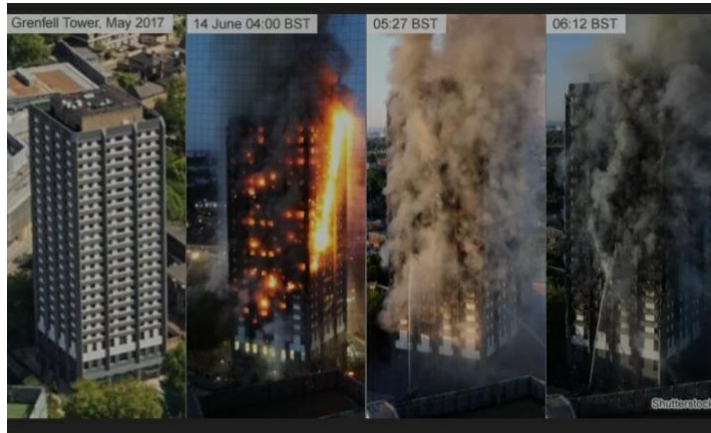 Grenfell Tower, May 2017
14 June 04:00 BST
05:27 BST
06:12 BST
Shutterstock